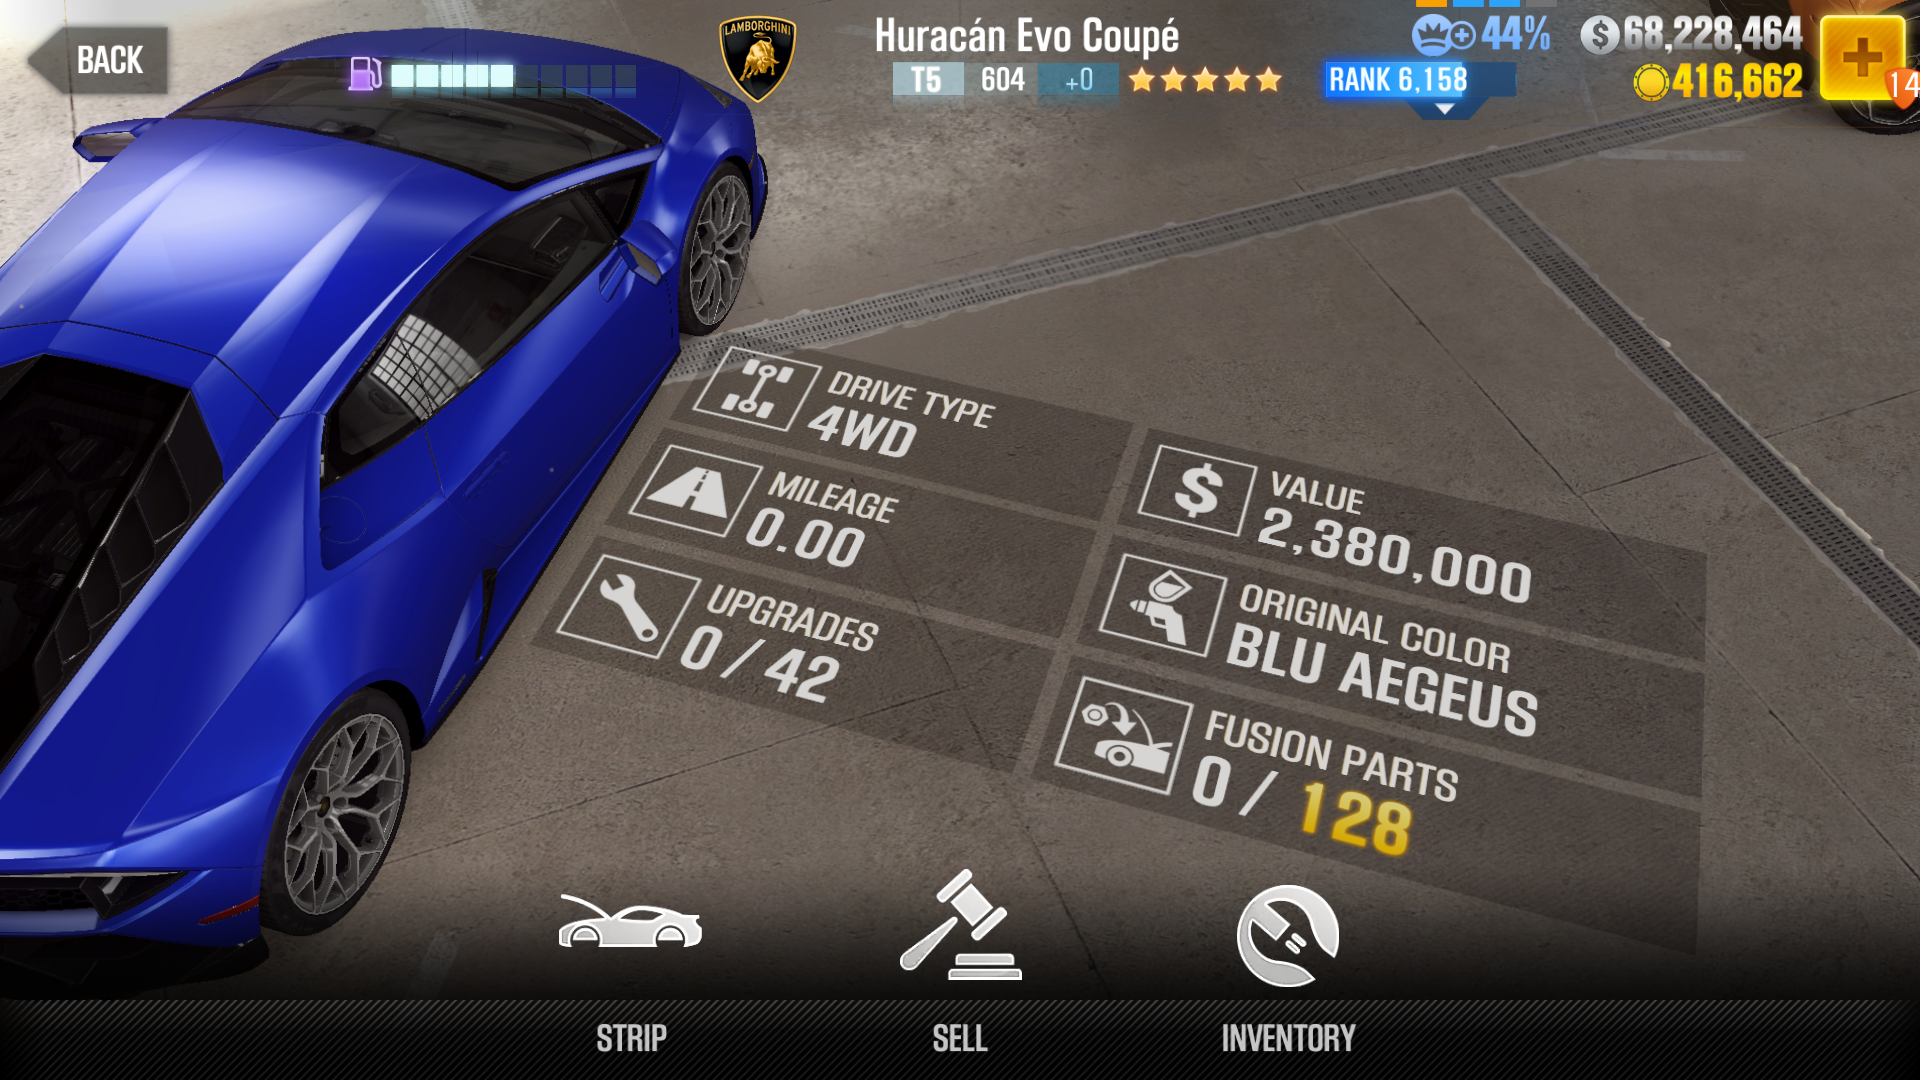 BACK
LAMBORGHINI
Huracán Evo Coupé
T5 604 +0
RANK 6,158
44%
68,228,464
416,662
14
DRIVE TYPE
4WD
MILEAGE
0.00
UPGRADES
0/42
VALUE
2,380,000
ORIGINAL COLOR
BLU AEGEUS
FUSION PARTS
0/128
STRIP
SELL
INVENTORY